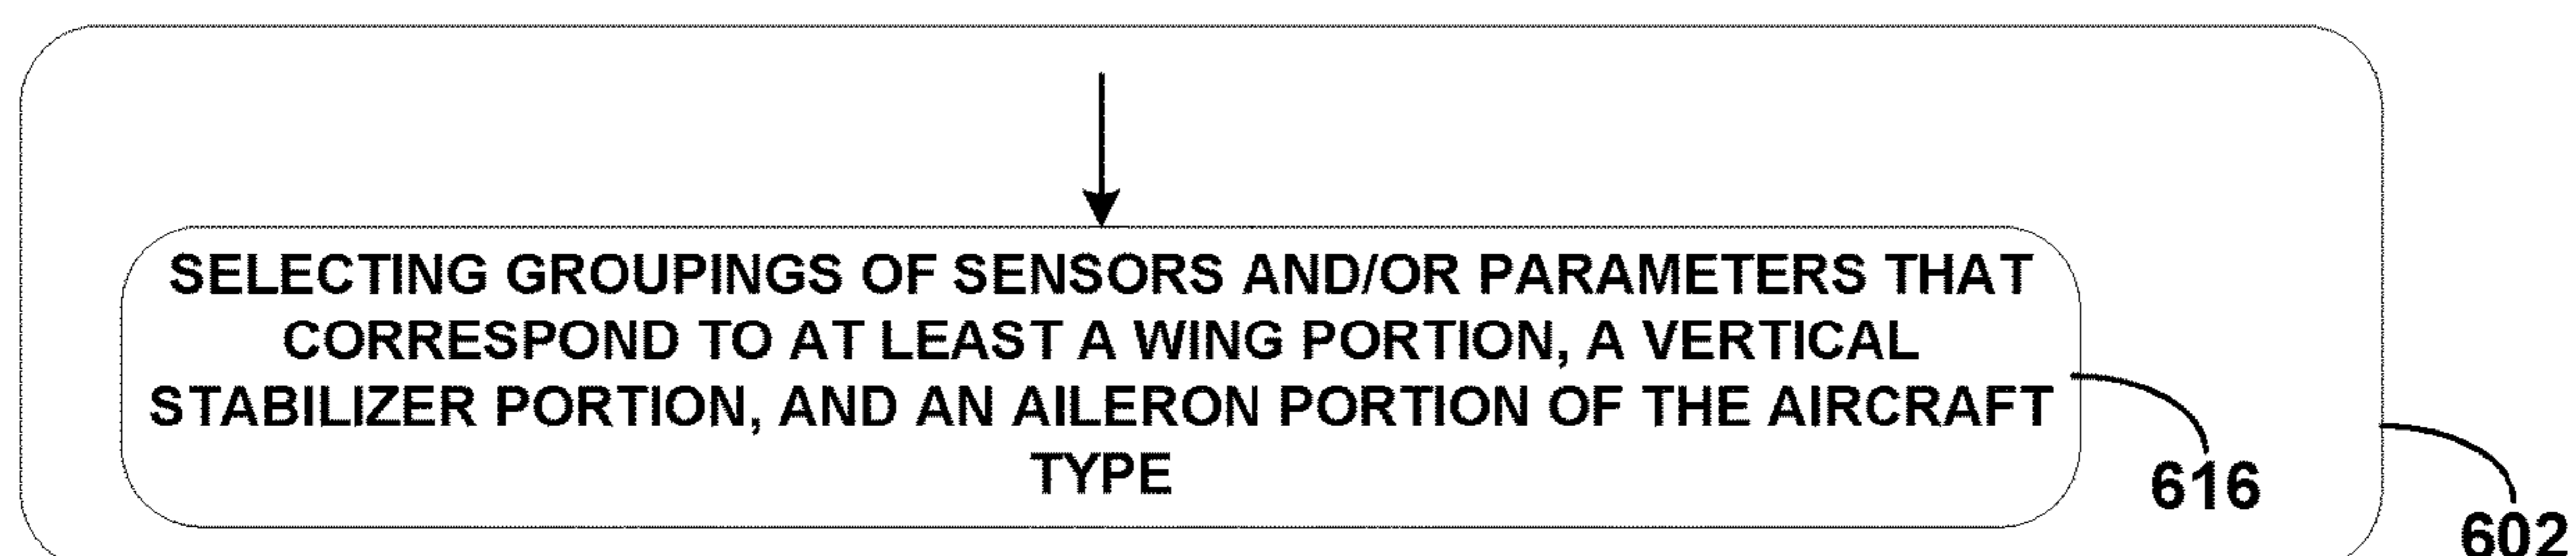 SELECTING GROUPINGS OF SENSORS AND/OR PARAMETERS THAT
CORRESPOND TO AT LEAST A WING PORTION, A VERTICAL
STABILIZER PORTION, AND AN AILERON PORTION OF THE AIRCRAFT
TYPE
616
602